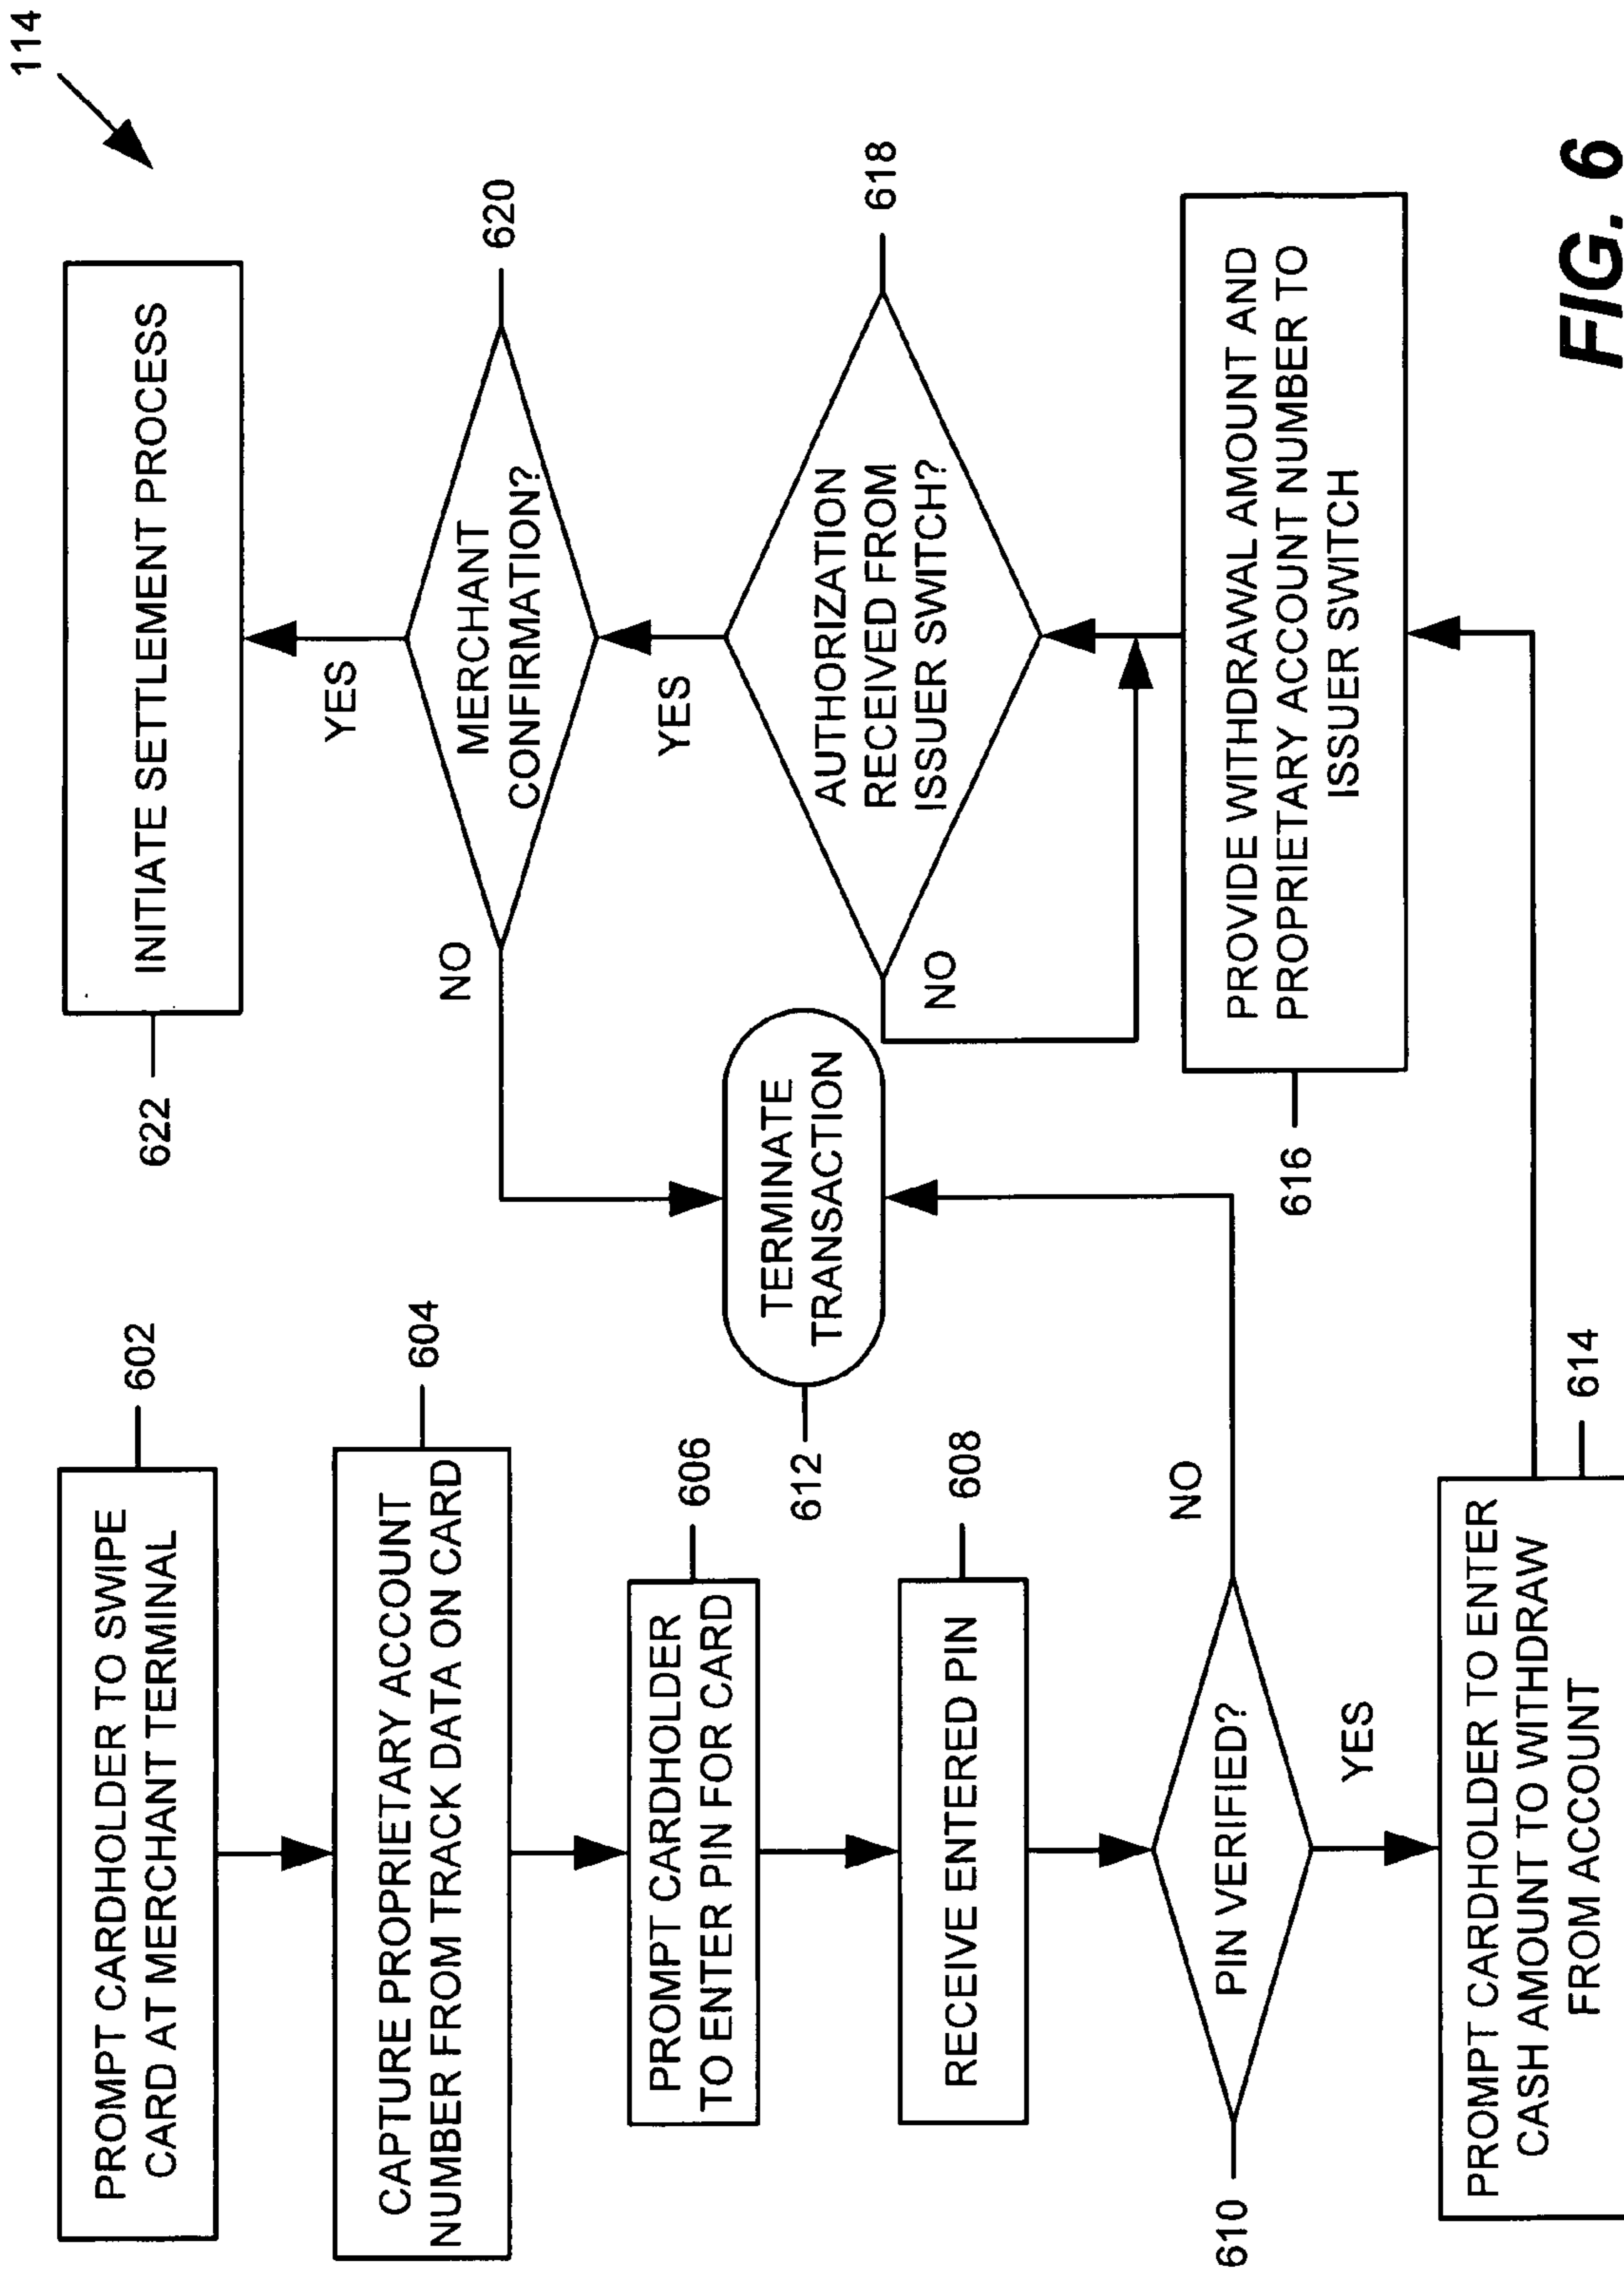 114
PROMPT CARDHOLDER TO SWIPE
CARD AT MERCHANT TERMINAL
602
CAPTURE PROPRIETARY ACCOUNT
NUMBER FROM TRACK DATA ON CARD
604
PROMPT CARDHOLDER
TO ENTER PIN FOR CARD
606
RECEIVE ENTERED PIN
608
PIN VERIFIED?
610
NO
YES
TERMINATE
TRANSACTION
612
PROMPT CARDHOLDER TO ENTER
CASH AMOUNT TO WITHDRAW
FROM ACCOUNT
614
INITIATE SETTLEMENT PROCESS
622
YES
MERCHANT
CONFIRMATION?
620
NO
YES
AUTHORIZATION
RECEIVED FROM
ISSUER SWITCH?
618
NO
PROVIDE WITHDRAWAL AMOUNT AND
PROPRIETARY ACCOUNT NUMBER TO
ISSUER SWITCH
616
FIG. 6